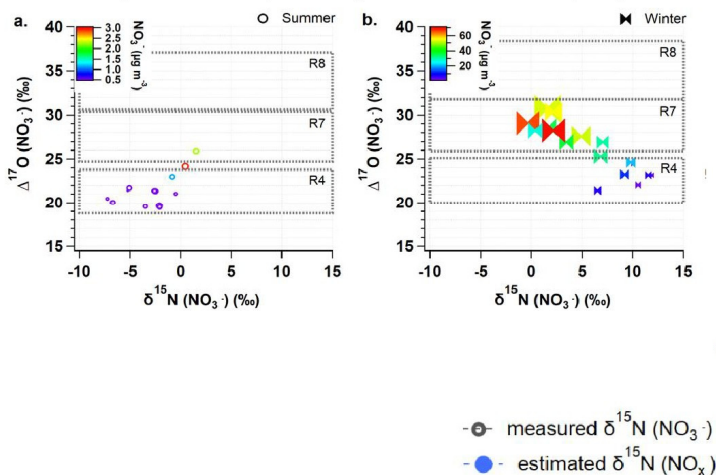 a.
Summer
b.
Winter
40
35
30
25
20
15
Δ17O (NO3-) (‰)
3.0
2.5
2.0
1.5
1.0
0.5
NO3- (µg m-3)
R8
R7
R4
-10
-5
0
5
10
15
δ15N (NO3-) (‰)
40
35
30
25
20
15
Δ17O (NO3-) (‰)
60
40
20
NO3- (µg m-3)
R8
R7
R4
-10
-5
0
5
10
15
δ15N (NO3-) (‰)
measured δ15N (NO3-)
estimated δ15N (NOx)